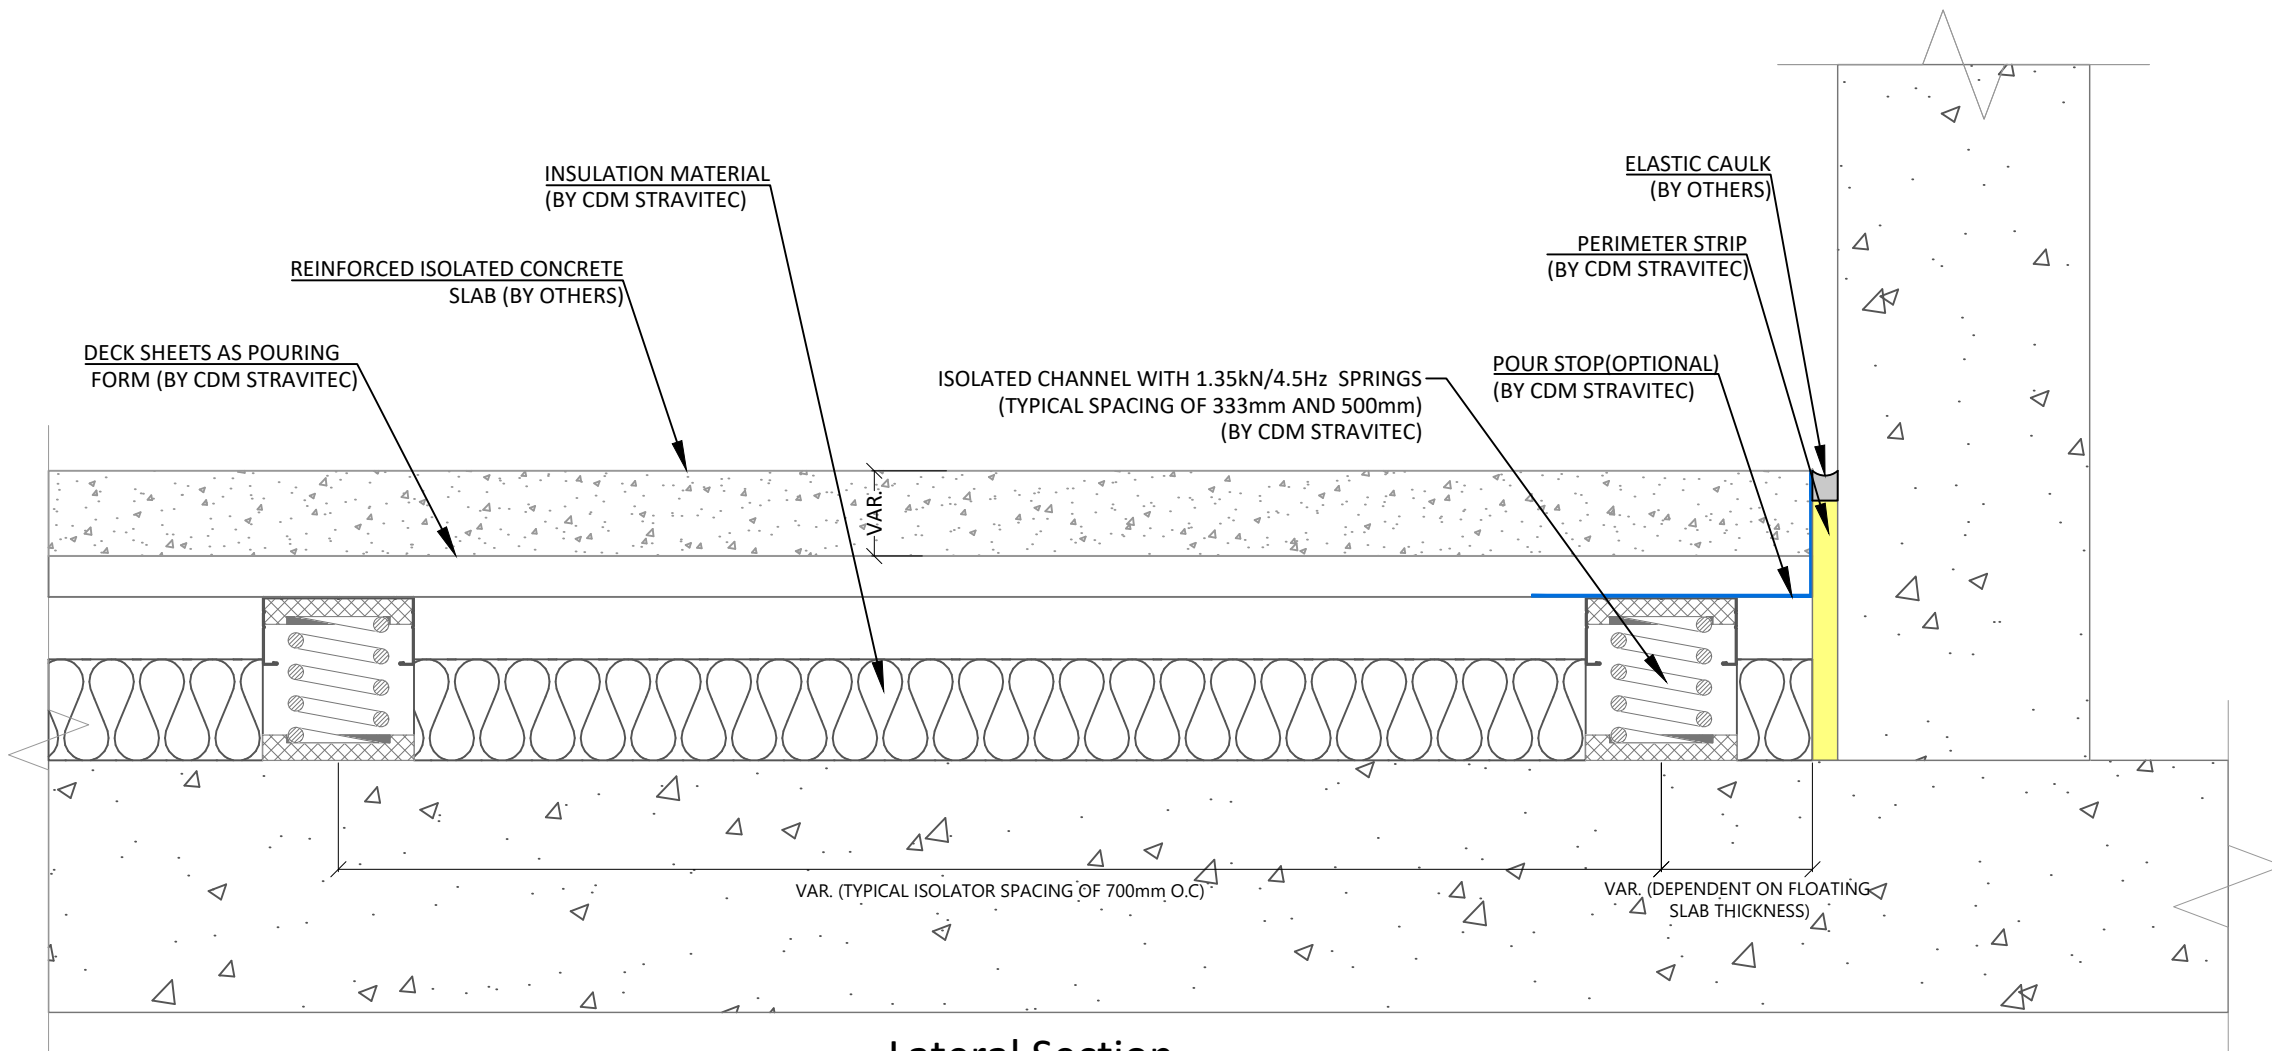 ELASTIC CAULK
(BY OTHERS)
INSULATION MATERIAL
(BY CDM STRAVITEC)
PERIMETER STRIP
(BY CDM STRAVITEC)
REINFORCED ISOLATED CONCRETE
SLAB (BY OTHERS)
DECK SHEETS AS POURING
FORM (BY CDM STRAVITEC)
ISOLATED CHANNEL WITH 1.35kN/4.5Hz SPRINGS
(TYPICAL SPACING OF 333mm AND 500mm)
(BY CDM STRAVITEC)
POUR STOP(OPTIONAL)
(BY CDM STRAVITEC)
VAR.
VAR. (TYPICAL ISOLATOR SPACING OF 700mm O.C)
VAR. (DEPENDENT ON FLOATING
SLAB THICKNESS)
Lateral Section